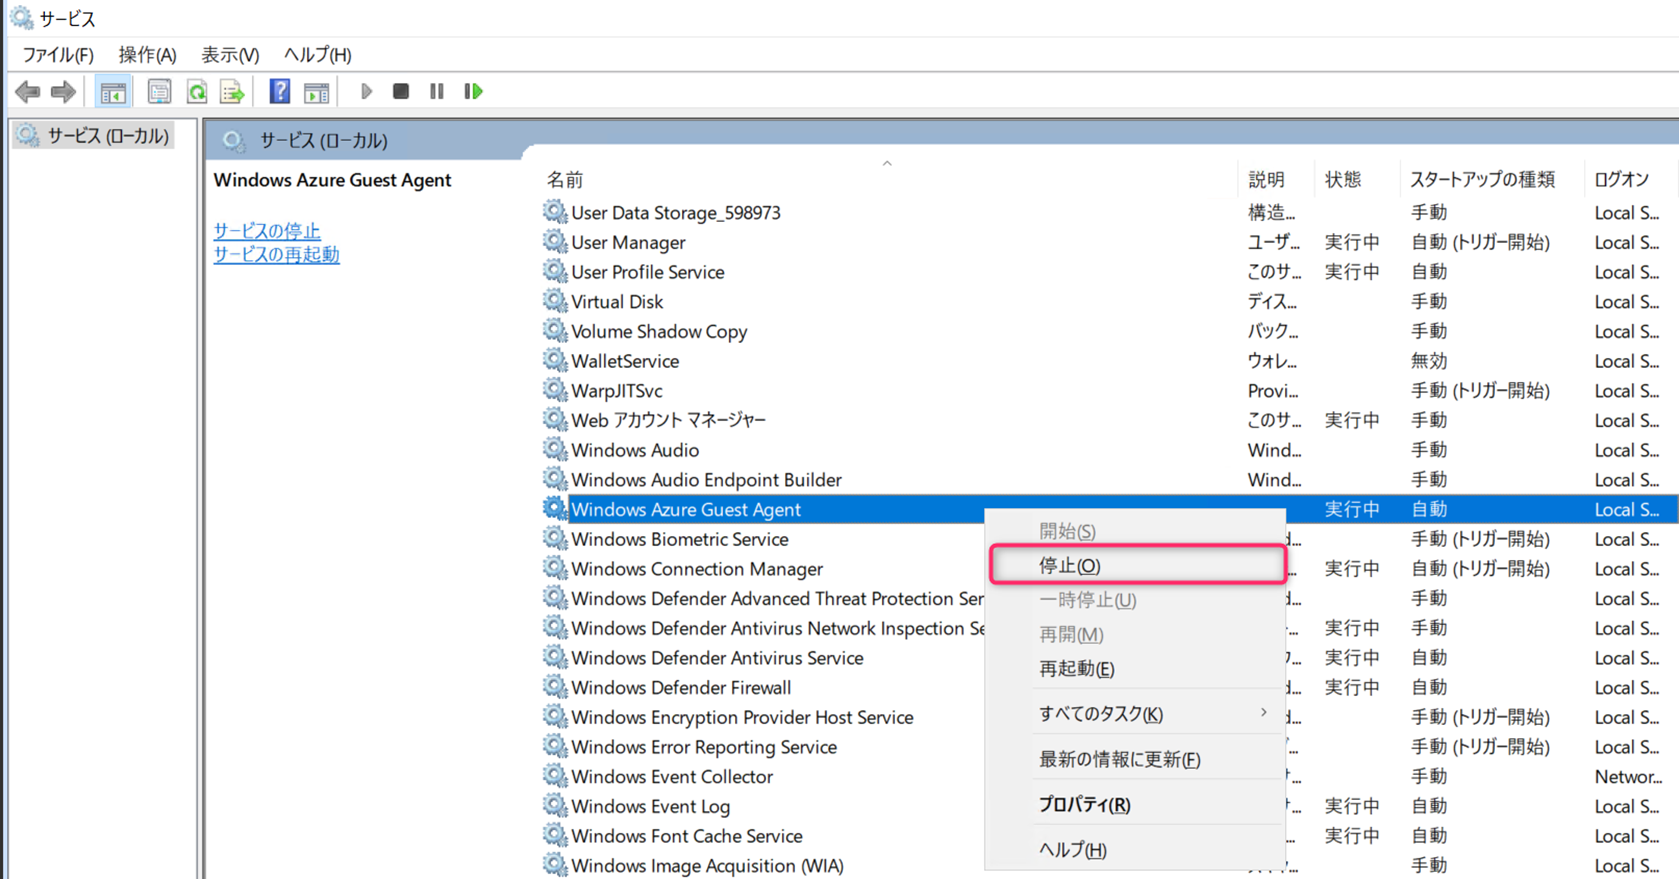 サービス
ファイル(F) 操作(A) 表示(V) ヘルプ(H)
サービス (ローカル)
サービス (ローカル)
Windows Azure Guest Agent
サービスの停止
サービスの再起動
名前 説明 状態 スタートアップの種類 ログオン
User Data Storage_598973 構造... 手動 Local S...
User Manager ユーザ... 実行中 自動 (トリガー開始) Local S...
User Profile Service このサ... 実行中 自動 Local S...
Virtual Disk ディス... 手動 Local S...
Volume Shadow Copy バック... 手動 Local S...
WalletService ウォレ... 無効 Local S...
WarpJITSvc Provi... 手動 (トリガー開始) Local S...
Web アカウント マネージャー このサ... 実行中 手動 Local S...
Windows Audio Wind... 手動 Local S...
Windows Audio Endpoint Builder Wind... 手動 Local S...
Windows Azure Guest Agent 実行中 自動 Local S...
Windows Biometric Service 手動 (トリガー開始) Local S...
Windows Connection Manager 実行中 自動 (トリガー開始) Local S...
Windows Defender Advanced Threat Protection Ser 手動 Local S...
Windows Defender Antivirus Network Inspection Se 実行中 手動 Local S...
Windows Defender Antivirus Service 実行中 自動 Local S...
Windows Defender Firewall 実行中 自動 Local S...
Windows Encryption Provider Host Service 手動 (トリガー開始) Local S...
Windows Error Reporting Service 手動 (トリガー開始) Local S...
Windows Event Collector 手動 Networ...
Windows Event Log 実行中 自動 Local S...
Windows Font Cache Service 実行中 自動 Local S...
Windows Image Acquisition (WIA) 手動 Local S...
開始(S)
停止(O)
一時停止(U)
再開(M)
再起動(E)
すべてのタスク(K)
最新の情報に更新(F)
プロパティ(R)
ヘルプ(H)